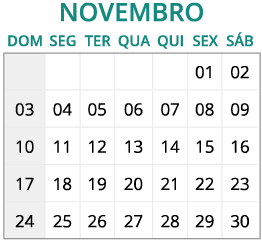 NOVEMBRO
DOM SEG TER QUA QUI SEX SÁB
01 02
03 04 05 06 07 08 09
10 11 12 13 14 15 16
17 18 19 20 21 22 23
24 25 26 27 28 29 30